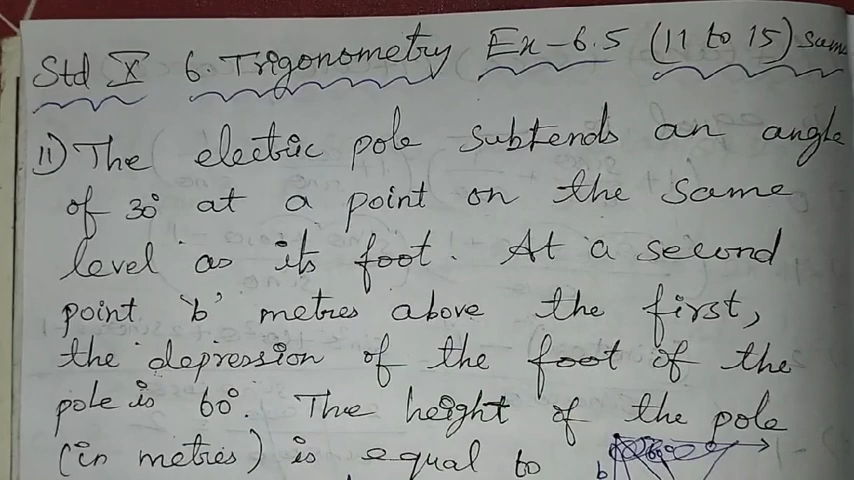 Std X 6. Trigonometry Ex-6.5 (11 to 15) sum
11) The electric pole subtends an angle
of 30° at a point on the same
level as its foot. At a second
point 'b' metres above the first,
the depression of the foot of the
pole is 60°. The height of the pole
(in metres) is equal to
b